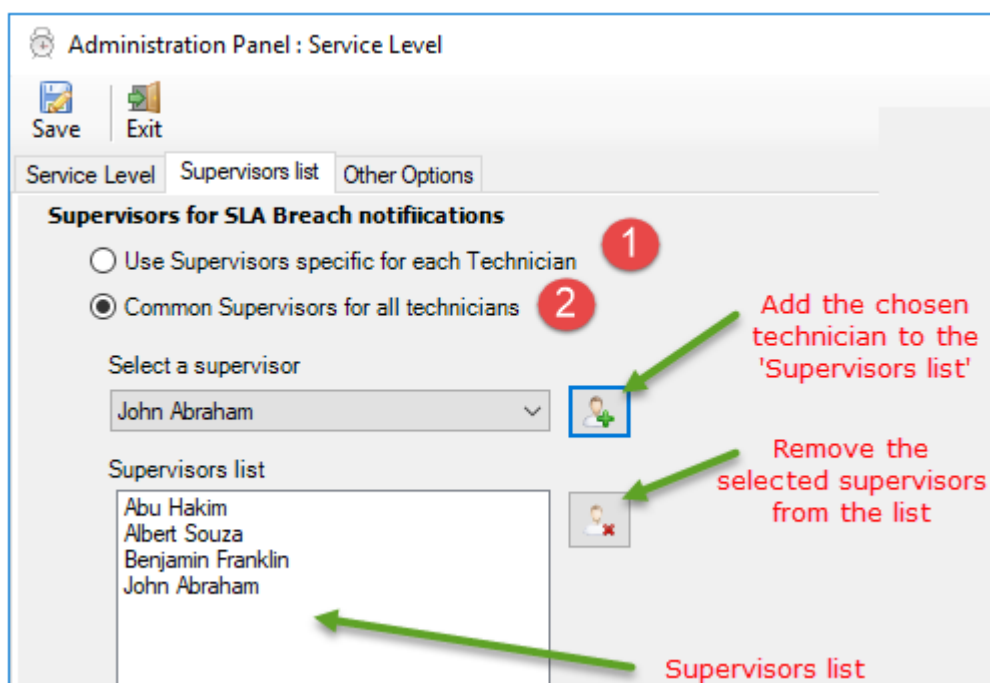 Administration Panel : Service Level
Save
Exit
Service Level
Supervisors list
Other Options
Supervisors for SLA Breach notifiications
Use Supervisors specific for each Technician
1
Common Supervisors for all technicians
2
Select a supervisor
John Abraham
Add the chosen
technician to the
'Supervisors list'
Supervisors list
Abu Hakim
Albert Souza
Benjamin Franklin
John Abraham
Remove the
selected supervisors
from the list
Supervisors list